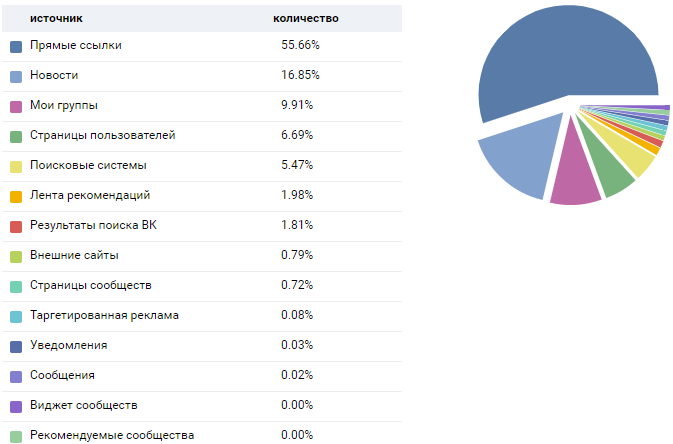 источник количество
Прямые ссылки 55.66%
Новости 16.85%
Мои группы 9.91%
Страницы пользователей 6.69%
Поисковые системы 5.47%
Лента рекомендаций 1.98%
Результаты поиска ВК 1.81%
Внешние сайты 0.79%
Страницы сообществ 0.72%
Таргетированная реклама 0.08%
Уведомления 0.03%
Сообщения 0.02%
Виджет сообществ 0.00%
Рекомендуемые сообщества 0.00%